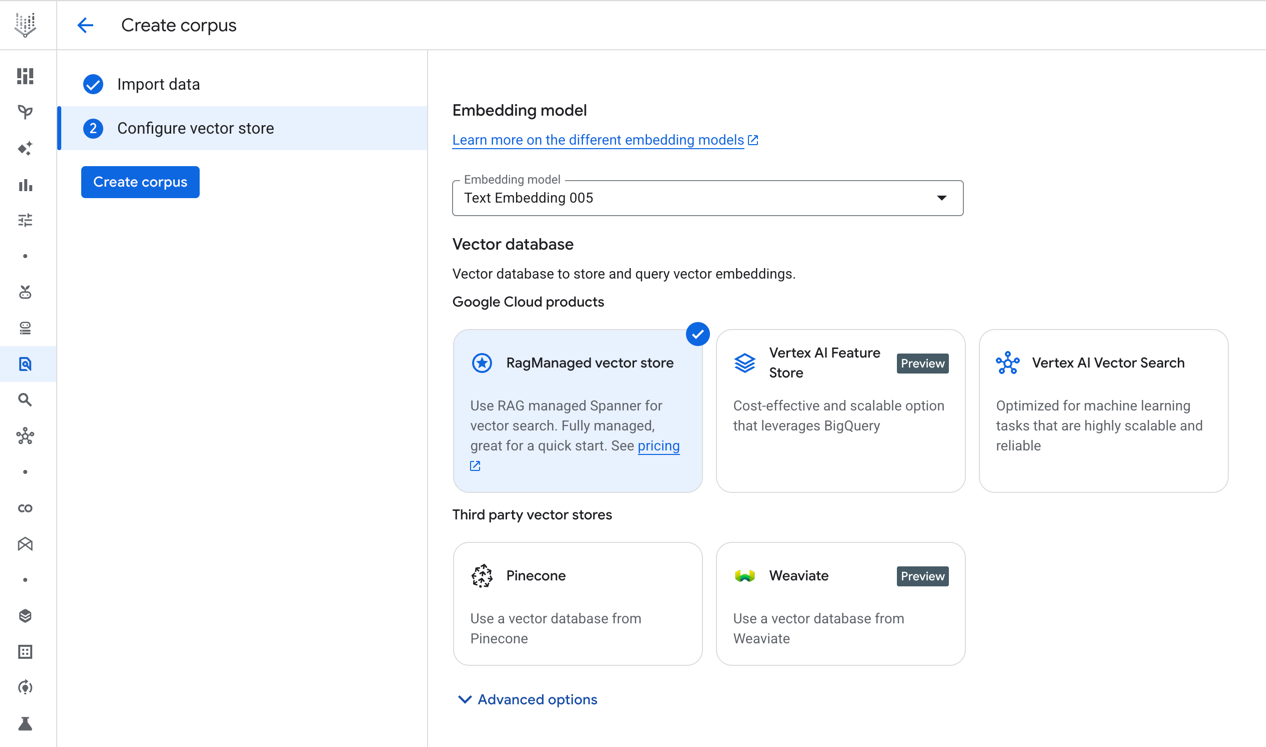 Create corpus
Import data
2
Configure vector store
Create corpus
Embedding model
Learn more on the different embedding models
Embedding model
Text Embedding 005
Vector database
Vector database to store and query vector embeddings.
Google Cloud products
RagManaged vector store
Use RAG managed Spanner for
vector search. Fully managed,
great for a quick start. See pricing
Vertex AI Feature
Store
Preview
Cost-effective and scalable option
that leverages BigQuery
Vertex AI Vector Search
Optimized for machine learning
tasks that are highly scalable and
reliable
Third party vector stores
Pinecone
Use a vector database from
Pinecone
Weaviate
Preview
Use a vector database from
Weaviate
Advanced options